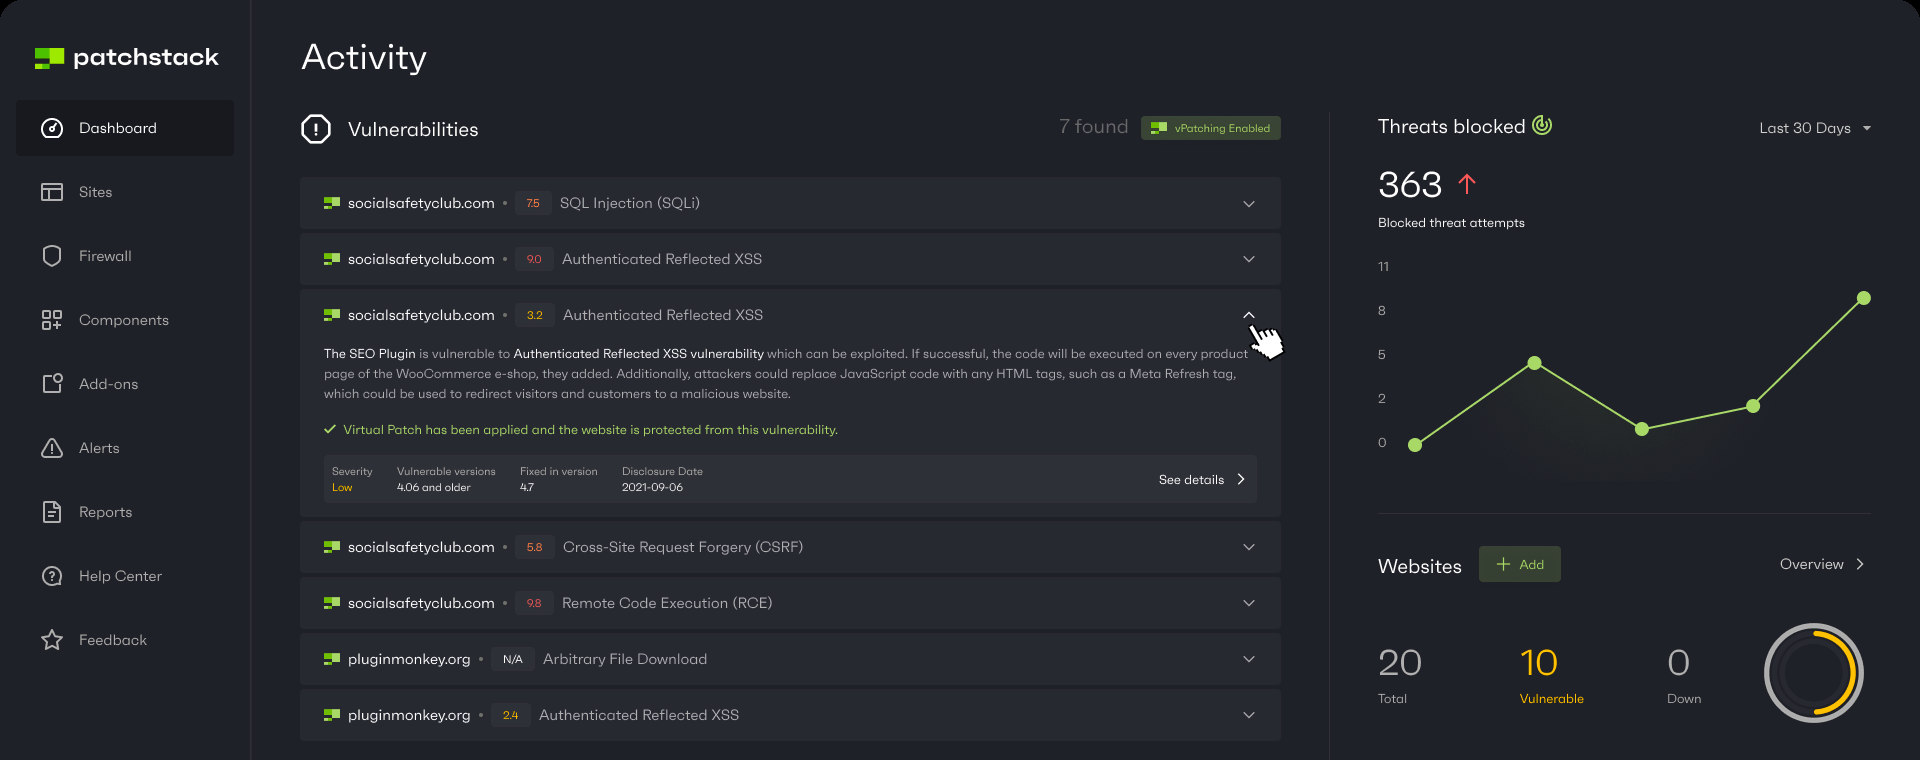 patchstack
Dashboard
Sites
Firewall
Components
Add-ons
Alerts
Reports
Help Center
Feedback
Activity
Vulnerabilities
7 found
vPatching Enabled
socialsafetyclub.com • 7.5 SQL Injection (SQLi)
socialsafetyclub.com • 9.0 Authenticated Reflected XSS
socialsafetyclub.com • 3.2 Authenticated Reflected XSS
The SEO Plugin is vulnerable to Authenticated Reflected XSS vulnerability which can be exploited. If successful, the code will be executed on every product
page of the WooCommerce e-shop, they added. Additionally, attackers could replace JavaScript code with any HTML tags, such as a Meta Refresh tag,
which could be used to redirect visitors and customers to a malicious website.
Virtual Patch has been applied and the website is protected from this vulnerability.
Severity Vulnerable versions Fixed in version Disclosure Date
Low 4.06 and older 4.7 2021-09-06
See details
socialsafetyclub.com • 5.8 Cross-Site Request Forgery (CSRF)
socialsafetyclub.com • 9.8 Remote Code Execution (RCE)
pluginmonkey.org • N/A Arbitrary File Download
pluginmonkey.org • 2.4 Authenticated Reflected XSS
Threats blocked
Last 30 Days
363
Blocked threat attempts
11
8
5
2
0
Websites
+ Add
Overview
20 10 0
Total Vulnerable Down